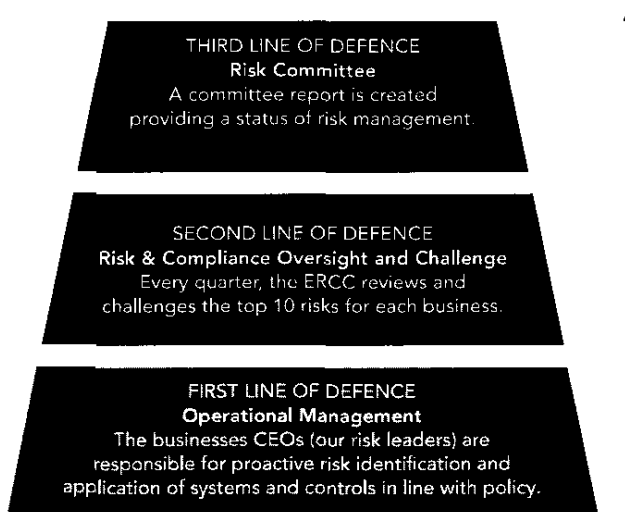 THIRD LINE OF DEFENCE
Risk Committee
A committee report is created
providing a status of risk management.
SECOND LINE OF DEFENCE
Risk & Compliance Oversight and Challenge
Every quarter, the ERCC reviews and
challenges the top 10 risks for each business.
FIRST LINE OF DEFENCE
Operational Management
The businesses CEOs (our risk leaders) are
responsible for proactive risk identification and
application of systems and controls in line with policy.